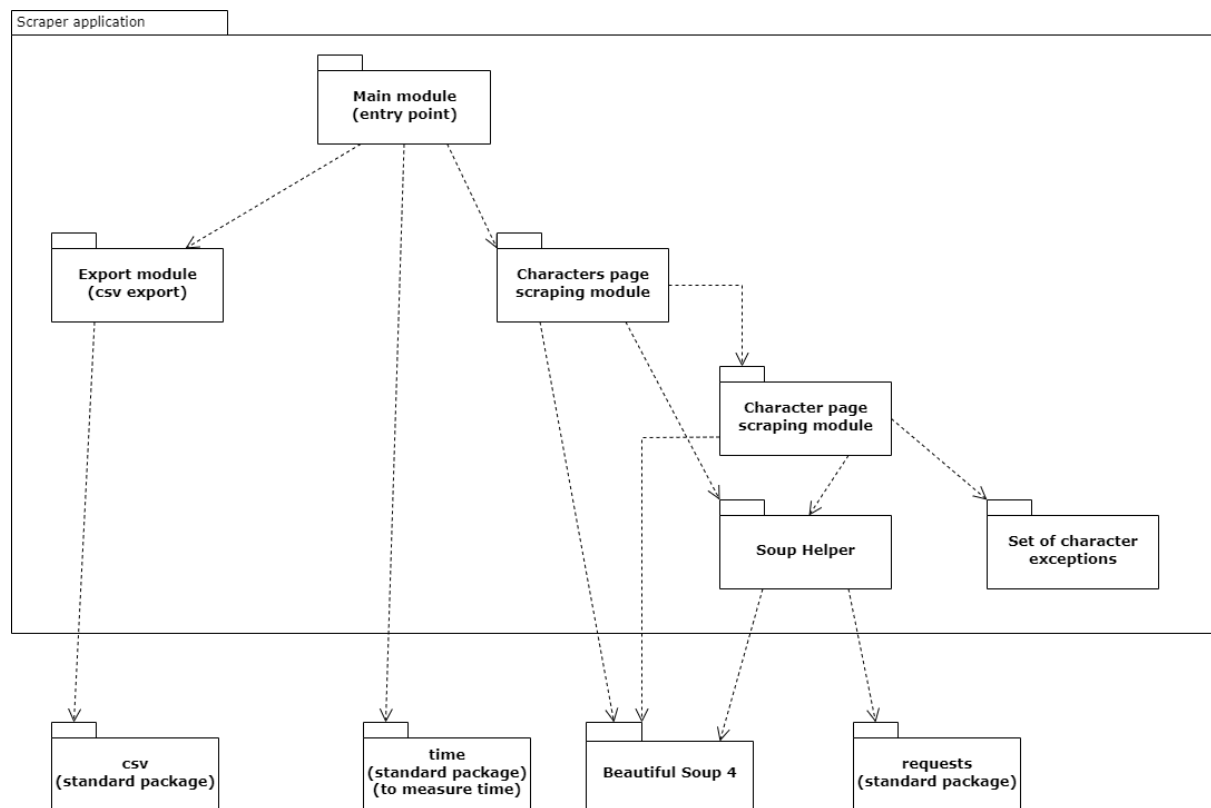 Scraper application
Main module
(entry point)
Export module
(csv export)
Characters page
scraping module
Character page
scraping module
Soup Helper
Set of character
exceptions
csv
(standard package)
time
(standard package)
(to measure time)
Beautiful Soup 4
requests
(standard package)